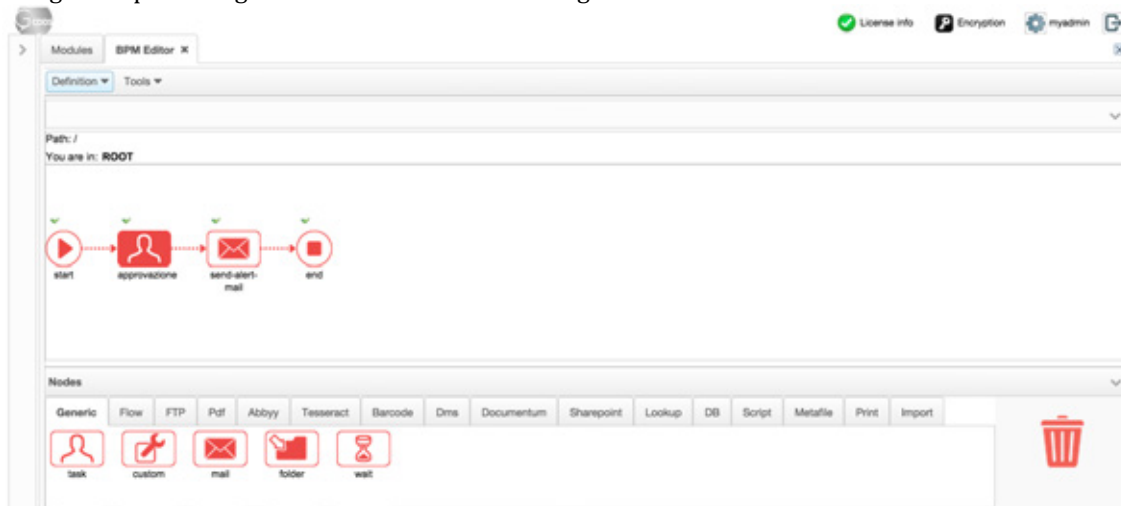 License info Encryption myadmin
Modules BPM Editor
Definition Tools
Path: /
You are in: ROOT
start approvazione send-alert- end
mail
Nodes
Generic Flow FTP Pdf Abbyy Tesseract Barcode Dms Documentum Sharepoint Lookup DB Script Metafile Print Import
task custom mail folder wait